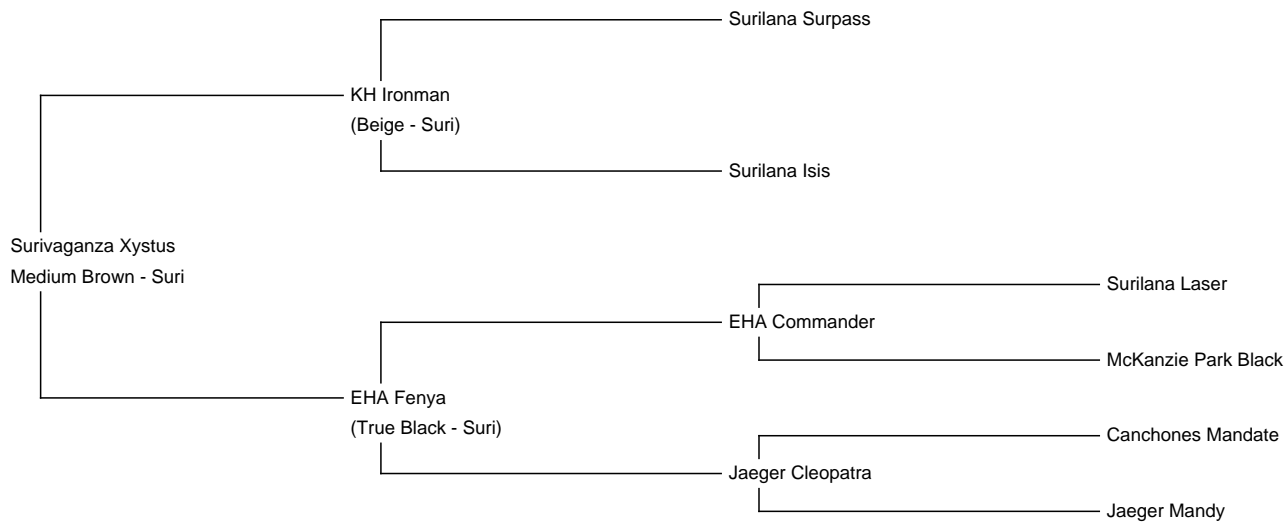 Surilana Surpass
KH Ironman
(Beige - Suri)
Surilana Isis
Surivaganza Xystus
Medium Brown - Suri
Surilana Laser
EHA Commander
McKanzie Park Black
EHA Fenya
(True Black - Suri)
Canchones Mandate
Jaeger Cleopatra
Jaeger Mandy